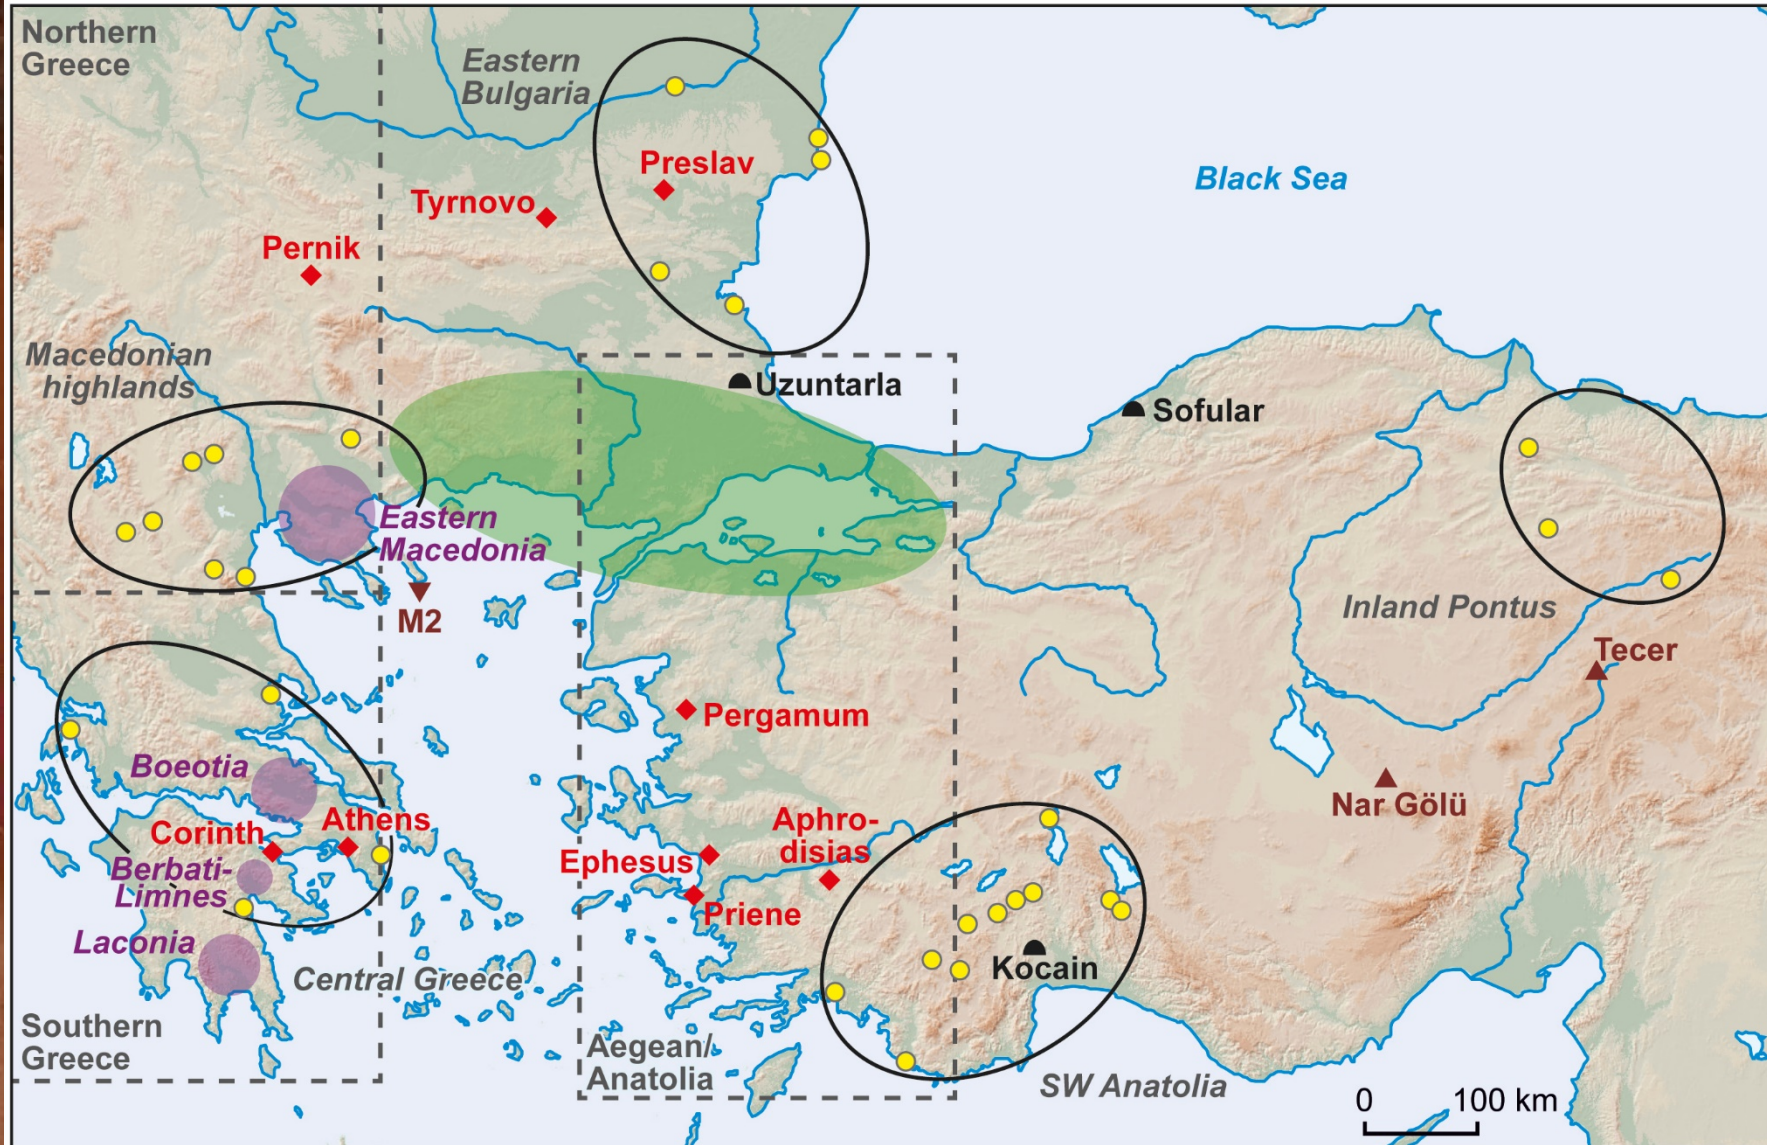 Northern
Greece
Eastern
Bulgaria
Preslav
Tyrnovo
Pernik
Black Sea
Macedonian
highlands
Uzuntarla
Sofular
Eastern
Macedonia
M2
Inland Pontus
Tecer
Pergamum
Boeotia
Nar Gölü
Corinth
Athens
Aphro-
disias
Berbati-
Limnes
Ephesus
Priene
Laconia
Kocain
Central Greece
Southern
Greece
Aegean/
Anatolia
SW Anatolia
0 100 km